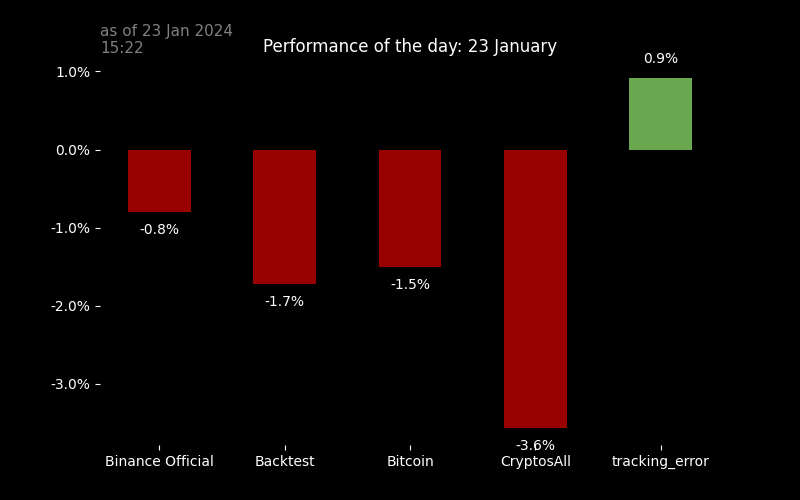 as of 23 Jan 2024
15:22
Performance of the day: 23 January
1.0%
0.0%
-1.0%
-2.0%
-3.0%
-0.8%
-1.7%
-1.5%
-3.6%
0.9%
Binance Official
Backtest
Bitcoin
CryptosAll
tracking_error